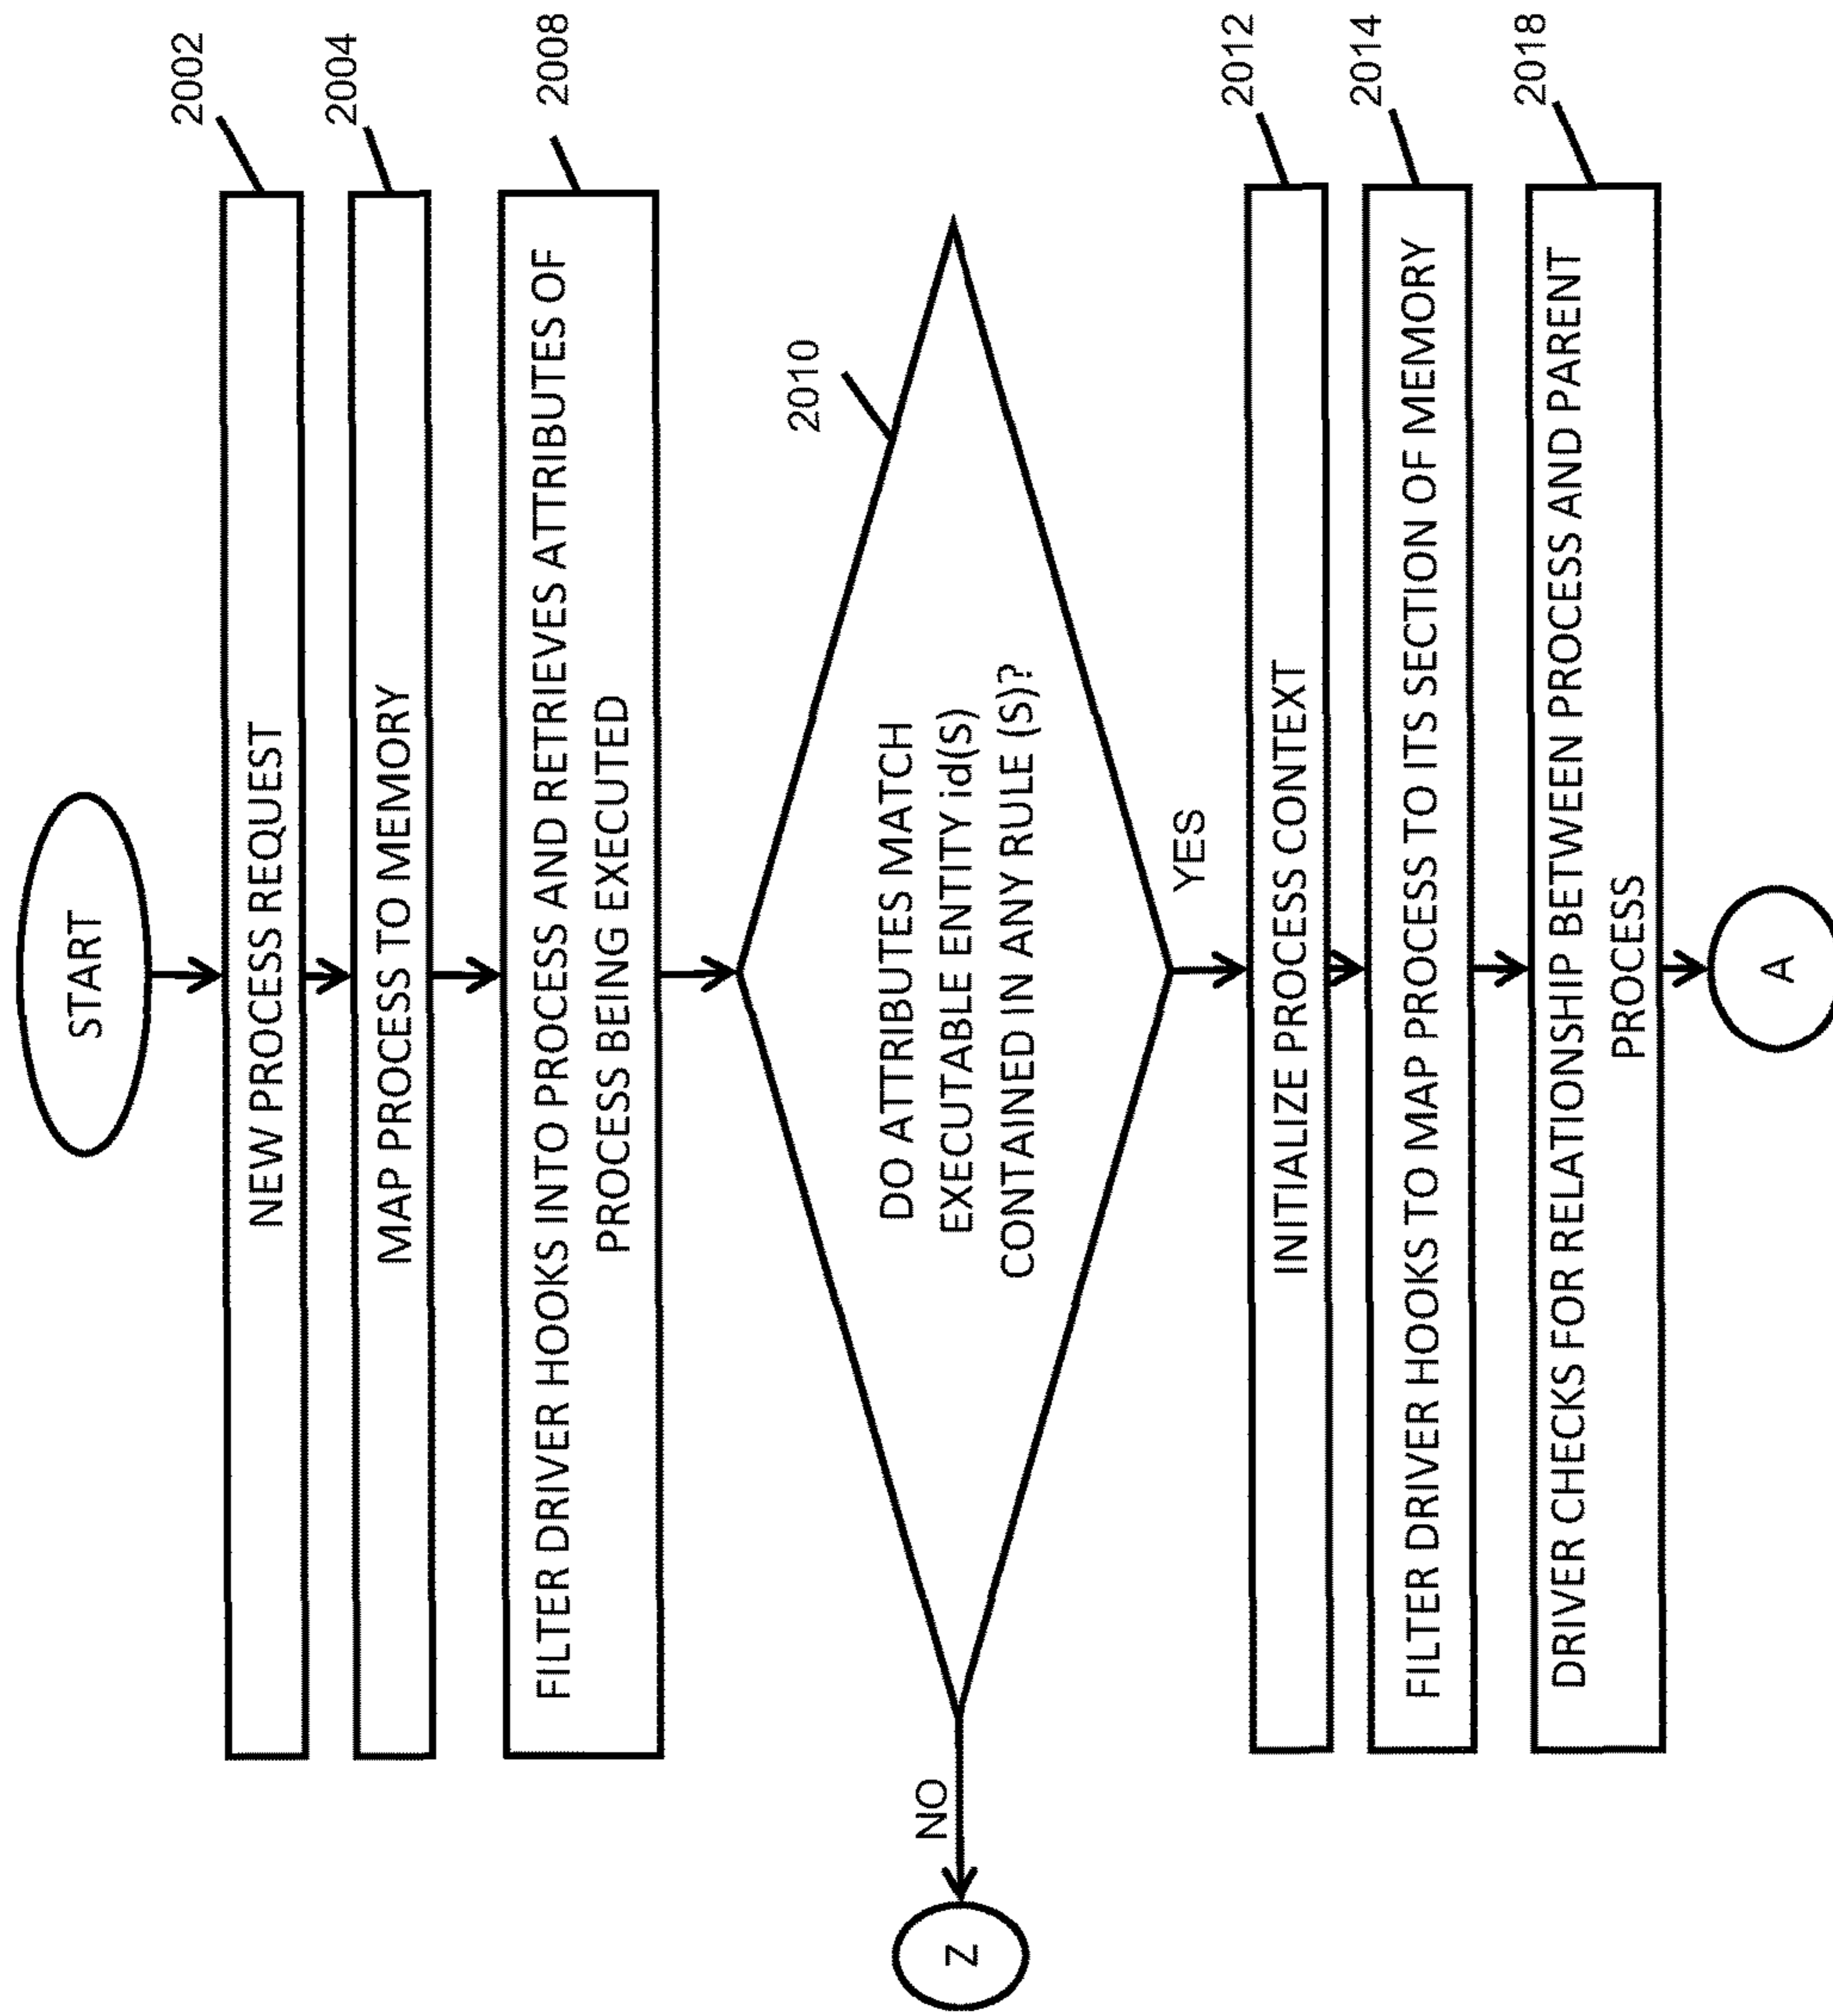 START
NEW PROCESS REQUEST
2002
MAP PROCESS TO MEMORY
2004
FILTER DRIVER HOOKS INTO PROCESS AND RETRIEVES ATTRIBUTES OF
PROCESS BEING EXECUTED
2008
DO ATTRIBUTES MATCH
EXECUTABLE ENTITY id(S)
CONTAINED IN ANY RULE (S)?
2010
NO
Z
YES
INITIALIZE PROCESS CONTEXT
2012
FILTER DRIVER HOOKS TO MAP PROCESS TO ITS SECTION OF MEMORY
2014
DRIVER CHECKS FOR RELATIONSHIP BETWEEN PROCESS AND PARENT
PROCESS
2018
A